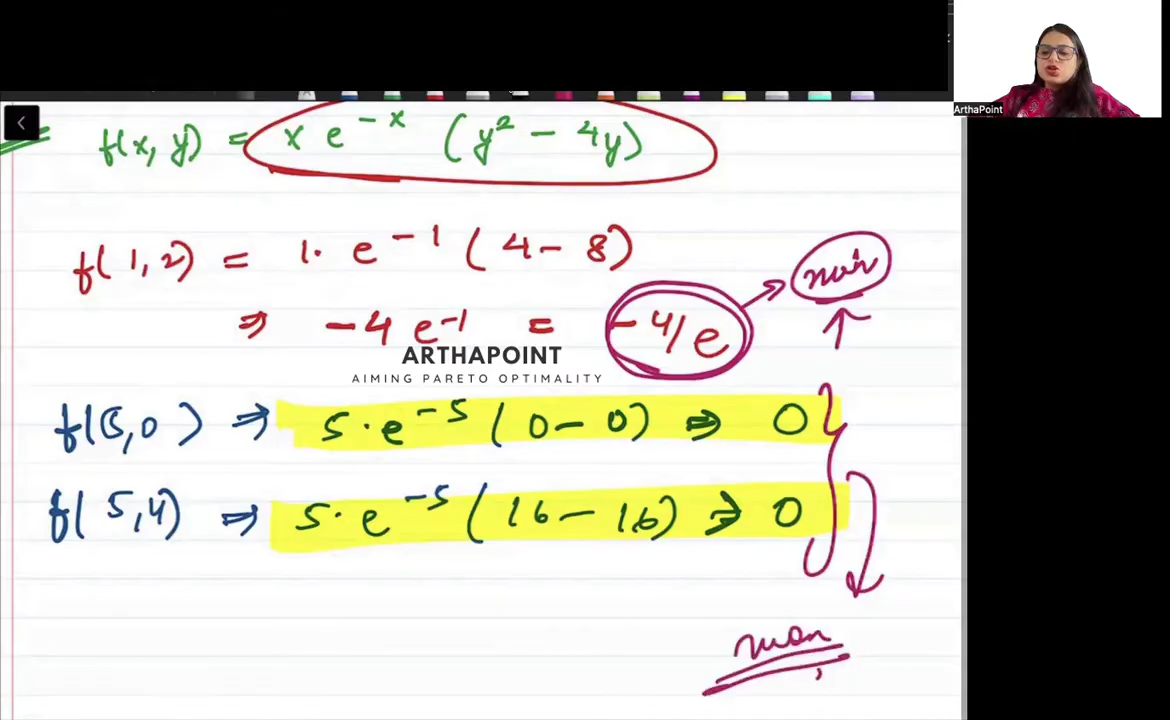 ArthaPoint
f(x, y) = x e^{-x} (y² - 4y)
f(1, 2) = 1. e^{-1} (4 - 8)
⇒ -4 e^{-1} = -4/e → min
ARTHAPOINT
AIMING PARETO OPTIMALITY
f(5, 0) ⇒ 5. e^{-5} (0 - 0) ⇒ 0
f(5, 4) ⇒ 5. e^{-5} (16 - 16) ⇒ 0
max